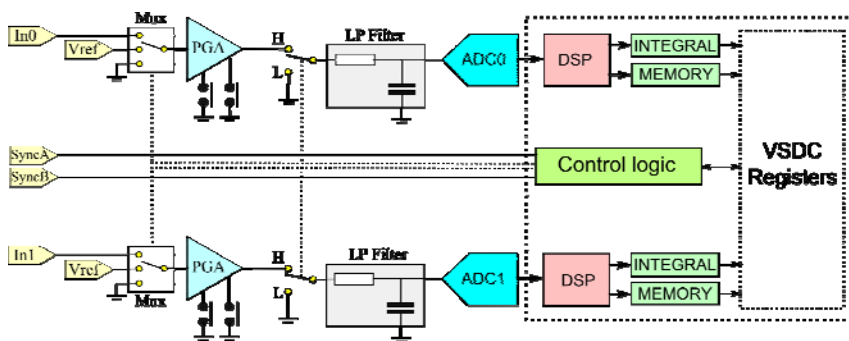 Mux
In0
Vref
PGA
H
L
LP Filter
ADC0
DSP
INTEGRAL
MEMORY
SyncA
SyncB
Control logic
VSDC
Registers
In1
Vref
Mux
PGA
H
L
LP Filter
ADC1
DSP
INTEGRAL
MEMORY